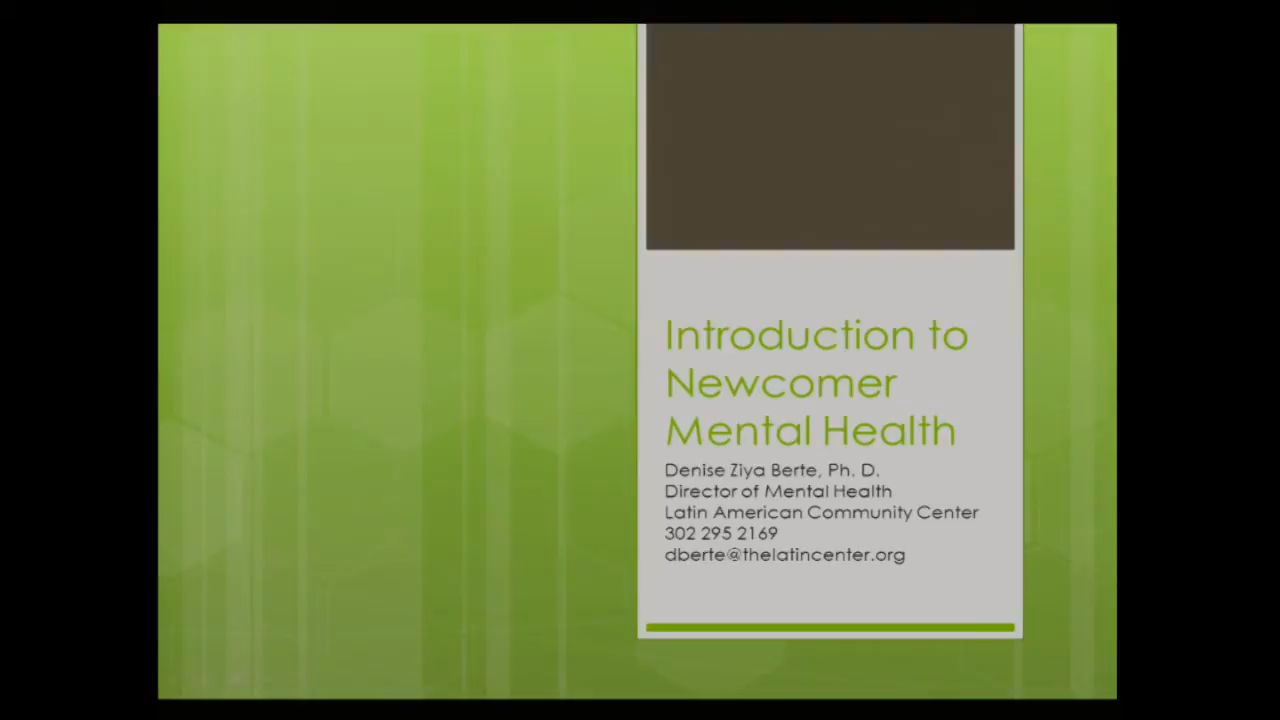 Introduction to
Newcomer
Mental Health
Denise Ziya Berte, Ph. D.
Director of Mental Health
Latin American Community Center
302 295 2169
dberte@thelatincenter.org